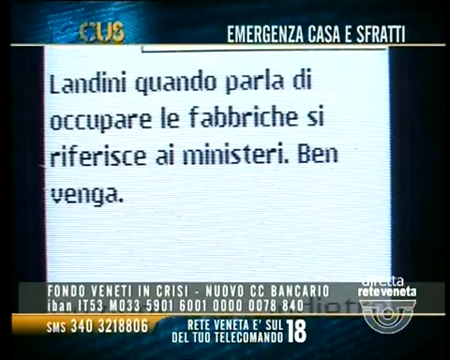 CUS
EMERGENZA CASA E SFRATTI
Landini quando parla di
occupare le fabbriche si
riferisce ai ministeri. Ben
venga.
FONDO VENETI IN CRISI - NUOVO CC BANCARIO
iban IT53 M033 5901 6001 0000 0078 840
diretta
reteveneta
SMS 340 3218806
RETE VENETA E' SUL
DEL TUO TELECOMANDO 18